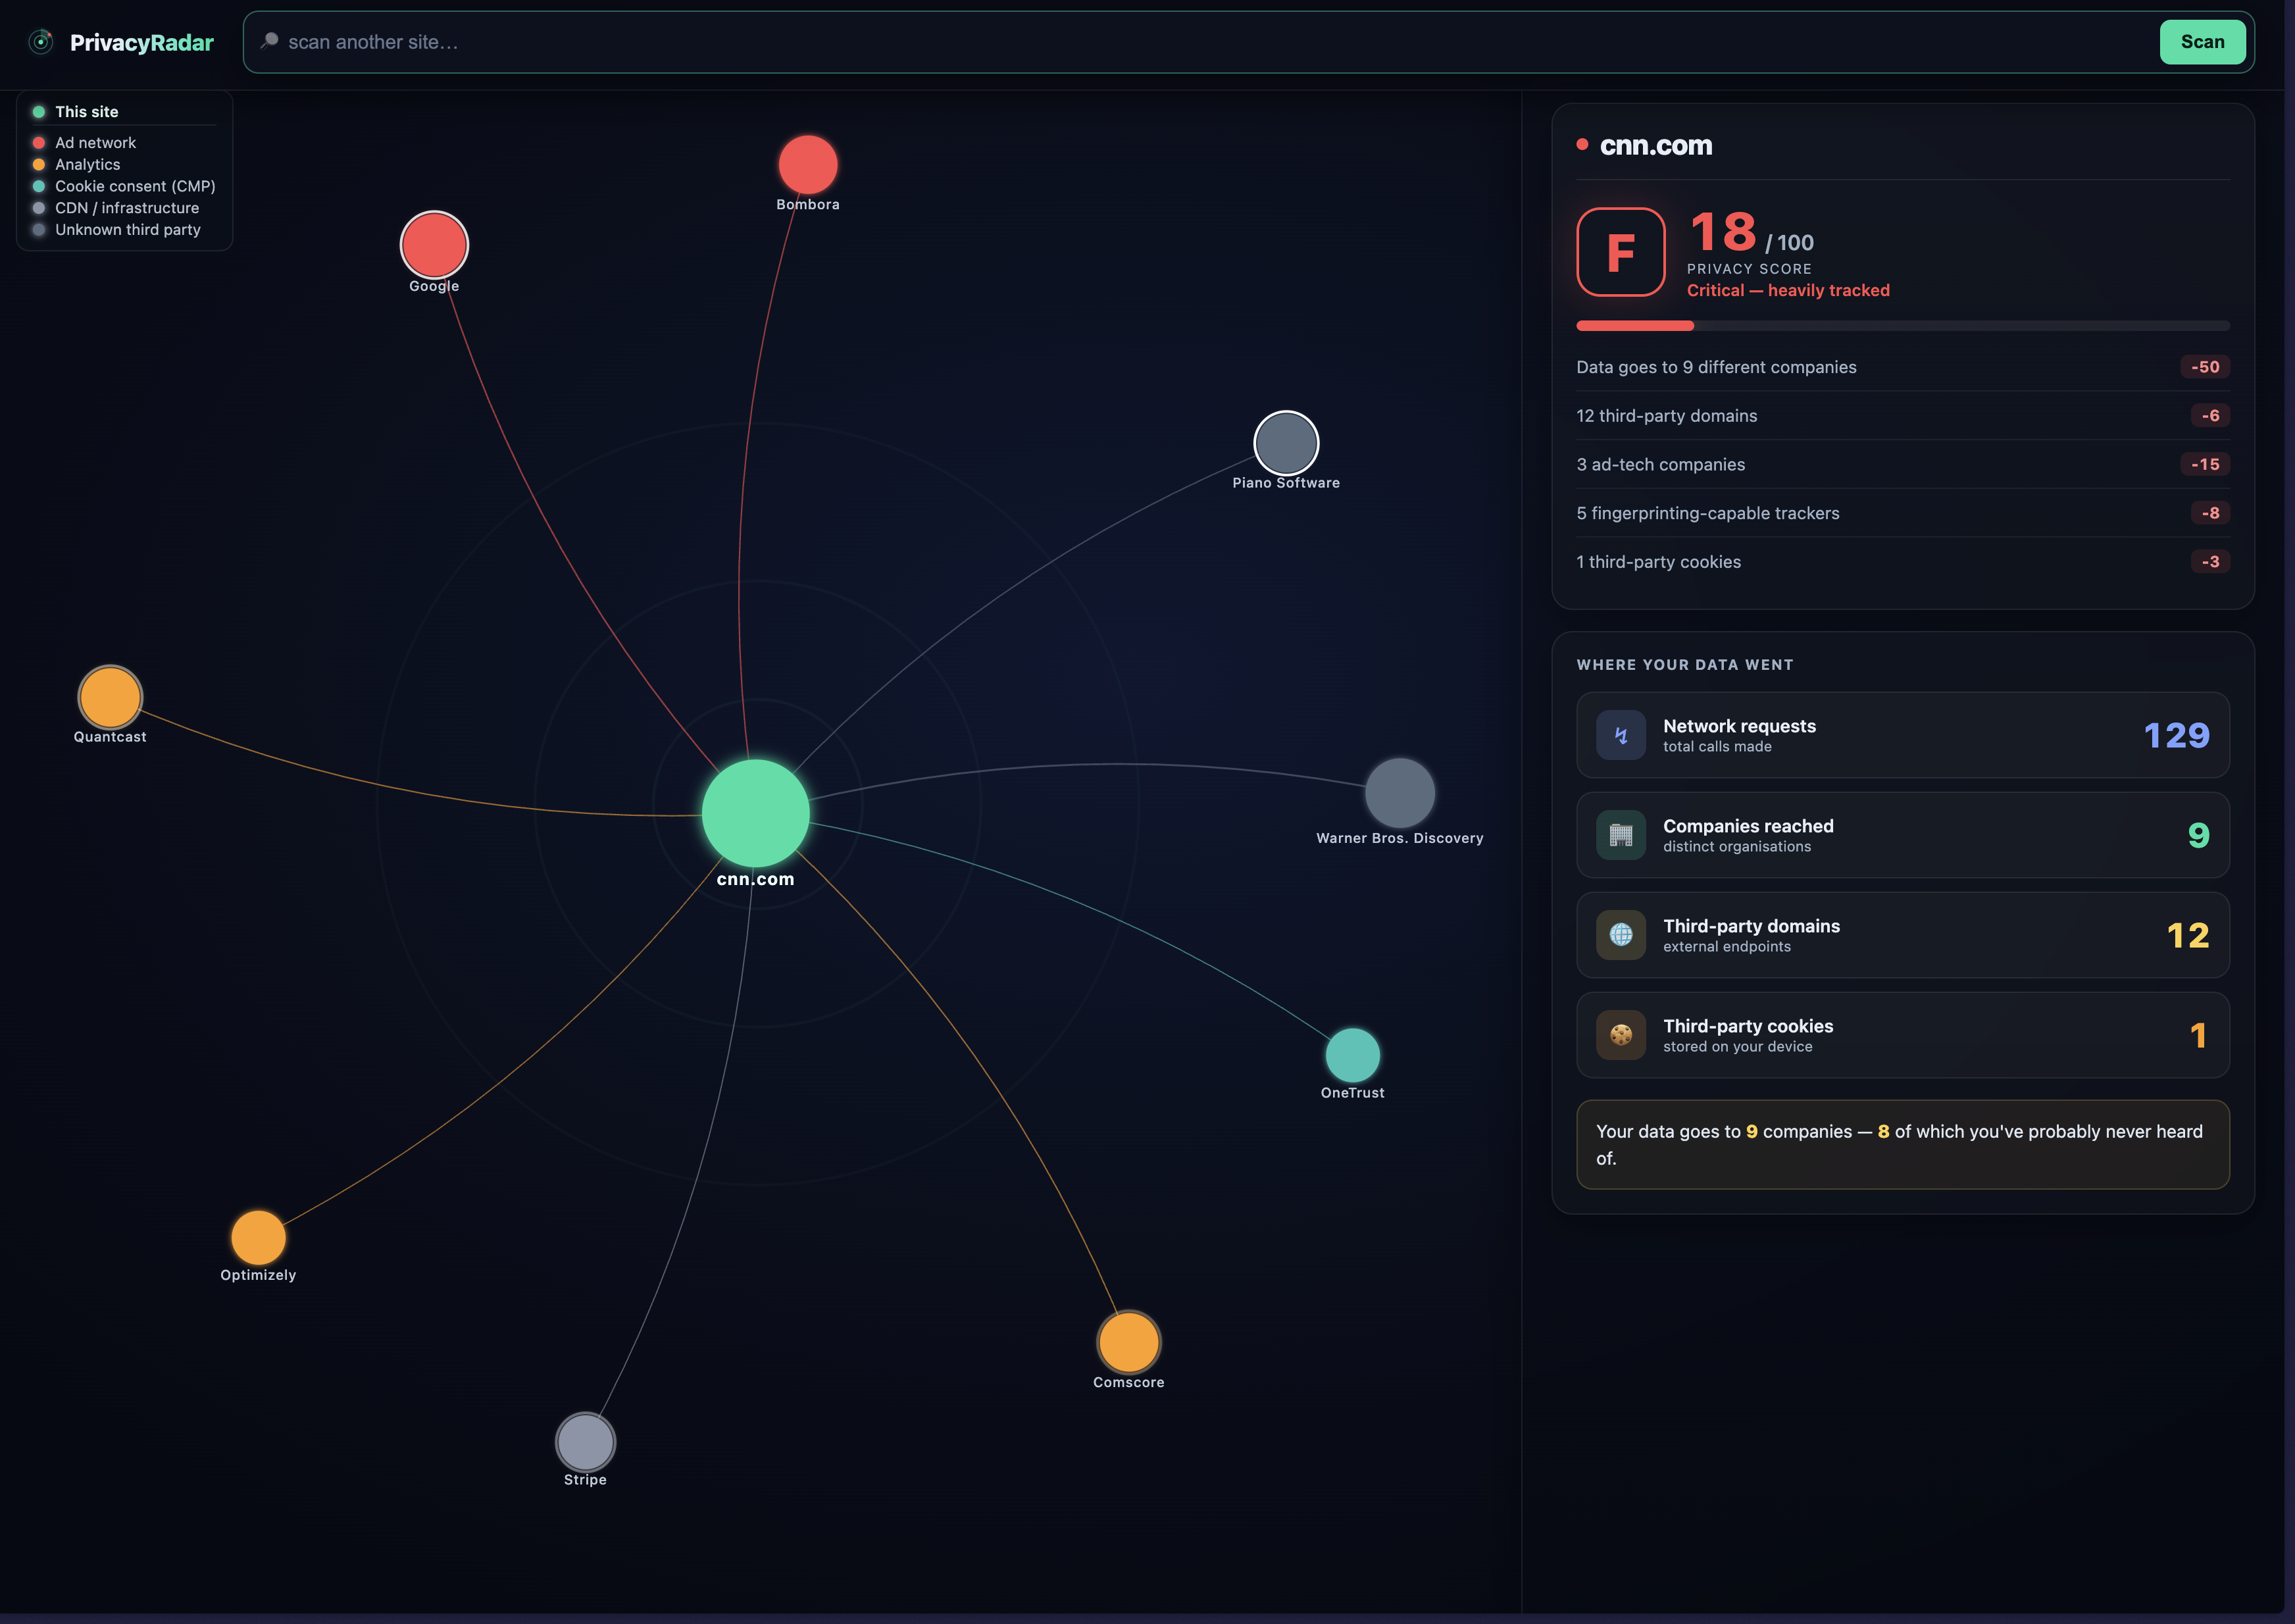 PrivacyRadar
scan another site...
Scan
This site
Ad network
Analytics
Cookie consent (CMP)
CDN / infrastructure
Unknown third party
Bombora
Google
Piano Software
Quantcast
Warner Bros. Discovery
cnn.com
OneTrust
Optimizely
Comscore
Stripe
cnn.com
F
18 / 100
PRIVACY SCORE
Critical — heavily tracked
Data goes to 9 different companies -50
12 third-party domains -6
3 ad-tech companies -15
5 fingerprinting-capable trackers -8
1 third-party cookies -3
WHERE YOUR DATA WENT
Network requests
total calls made
129
Companies reached
distinct organisations
9
Third-party domains
external endpoints
12
Third-party cookies
stored on your device
1
Your data goes to 9 companies — 8 of which you've probably never heard
of.